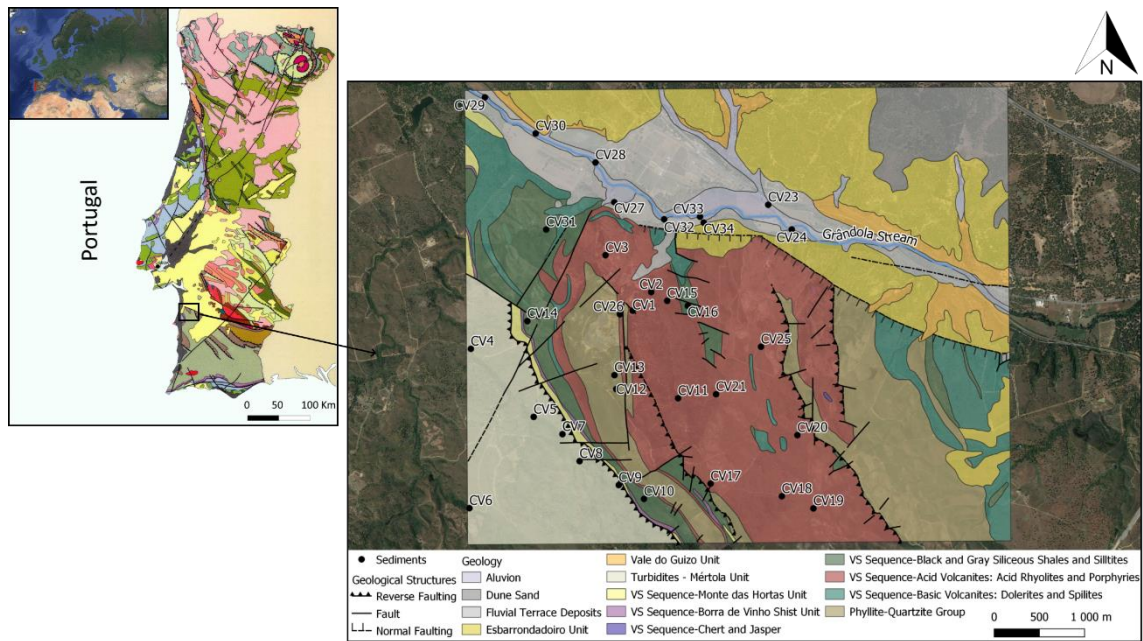 Portugal
0 50 100 Km
N
CV29
CV30
CV28
CV27
CV33
CV23
CV32
CV34
CV24
Grândola Stream
CV31
CV3
CV2
CV15
CV26
CV1
CV16
CV14
CV4
CV25
CV13
CV12
CV11
CV21
CV5
CV7
CV20
CV8
CV9
CV17
CV10
CV18
CV19
CV6
Sediments
Geological Structures
Reverse Faulting
Fault
Normal Faulting
Geology
Aluvion
Dune Sand
Fluvial Terrace Deposits
Esbarrondadoiro Unit
Vale do Guizo Unit
Turbidites - Mértola Unit
VS Sequence-Monte das Hortas Unit
VS Sequence-Borra de Vinho Shist Unit
VS Sequence-Chert and Jasper
VS Sequence-Black and Gray Siliceous Shales and Silltites
VS Sequence-Acid Volcanites: Acid Rhyolites and Porphyries
VS Sequence-Basic Volcanites: Dolerites and Spilites
Phyllite-Quartzite Group
0 500 1 000 m